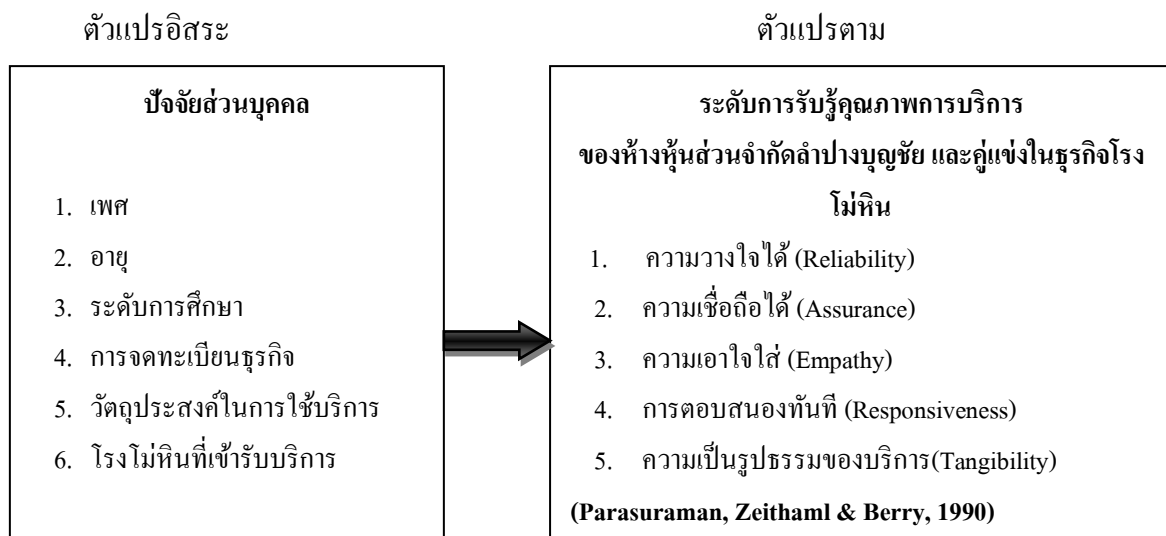 ตัวแปรอิสระ
ปัจจัยส่วนบุคคล
1. เพศ
2. อายุ
3. ระดับการศึกษา
4. การจดทะเบียนธุรกิจ
5. วัตถุประสงค์ในการใช้บริการ
6. โรงโม่หินที่เข้ารับบริการ
ตัวแปรตาม
ระดับการรับรู้คุณภาพการบริการ
ของห้างหุ้นส่วนจำกัดลำปางบุญชัย และคู่แข่งในธุรกิจโรง
โม่หิน
1. ความวางใจได้ (Reliability)
2. ความเชื่อถือได้ (Assurance)
3. ความเอาใจใส่ (Empathy)
4. การตอบสนองทันที (Responsiveness)
5. ความเป็นรูปธรรมของบริการ(Tangibility)
(Parasuraman, Zeithaml & Berry, 1990)